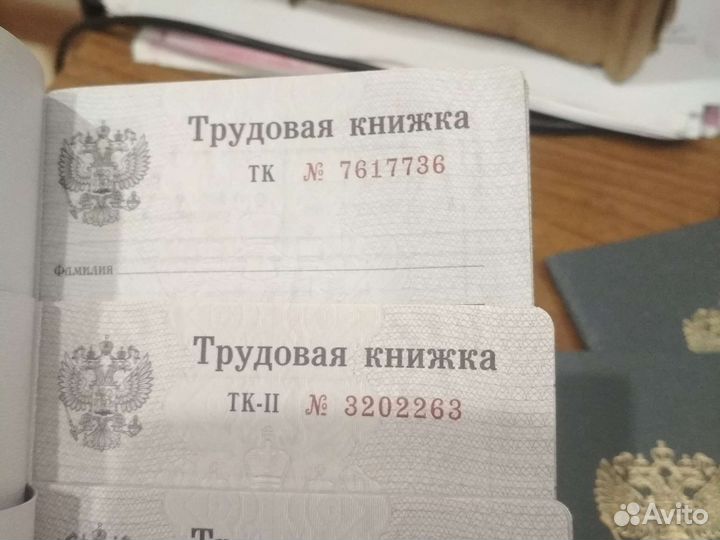 Трудовая книжка
ТК № 7617736
Фамилия
Трудовая книжка
ТК-II № 3202263
Avito